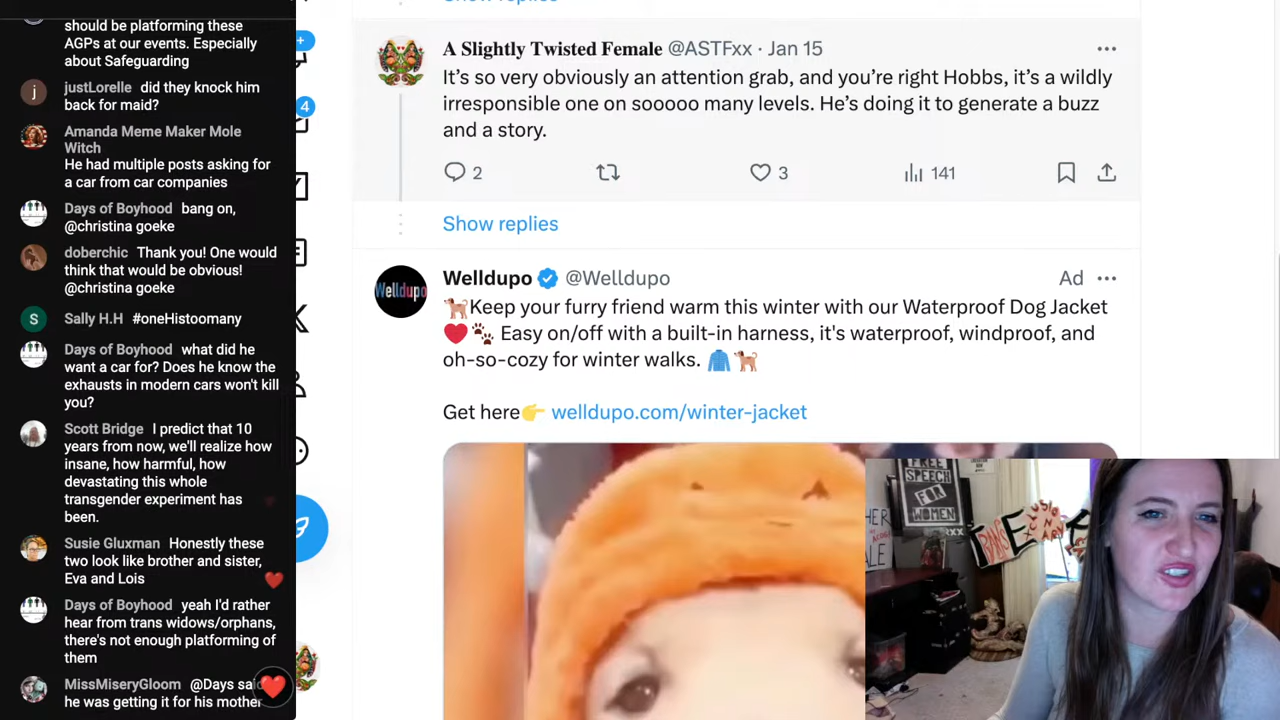 should be platforming these
AGPs at our events. Especially
about Safeguarding
justLorelle did they knock him
back for maid?
Amanda Meme Maker Mole
Witch
He had multiple posts asking for
a car from car companies
Days of Boyhood bang on,
@christina goeke
doberchic Thank you! One would
think that would be obvious!
@christina goeke
S
Sally H.H #oneHistoomany
Days of Boyhood what did he
want a car for? Does he know the
exhausts in modern cars won't kill
you?
Scott Bridge I predict that 10
years from now, we'll realize how
insane, how harmful, how
devastating this whole
transgender experiment has
been.
Susie Gluxman Honestly these
two look like brother and sister,
Eva and Lois
Days of Boyhood yeah I'd rather
hear from trans widows/orphans,
there's not enough platforming of
them
MissMiseryGloom @Days said
he was getting it for his mother
j
4
Show replies
A Slightly Twisted Female @ASTFxx · Jan 15
It's so very obviously an attention grab, and you're right Hobbs, it's a wildly
irresponsible one on sooooo many levels. He's doing it to generate a buzz
and a story.
2
3
141
Show replies
Welldupo
Welldupo @Welldupo
Ad
Keep your furry friend warm this winter with our Waterproof Dog Jacket
Easy on/off with a built-in harness, it's waterproof, windproof, and
oh-so-cozy for winter walks.
Get here welldupo.com/winter-jacket
FREE
SPEECH
FOR
WOMEN